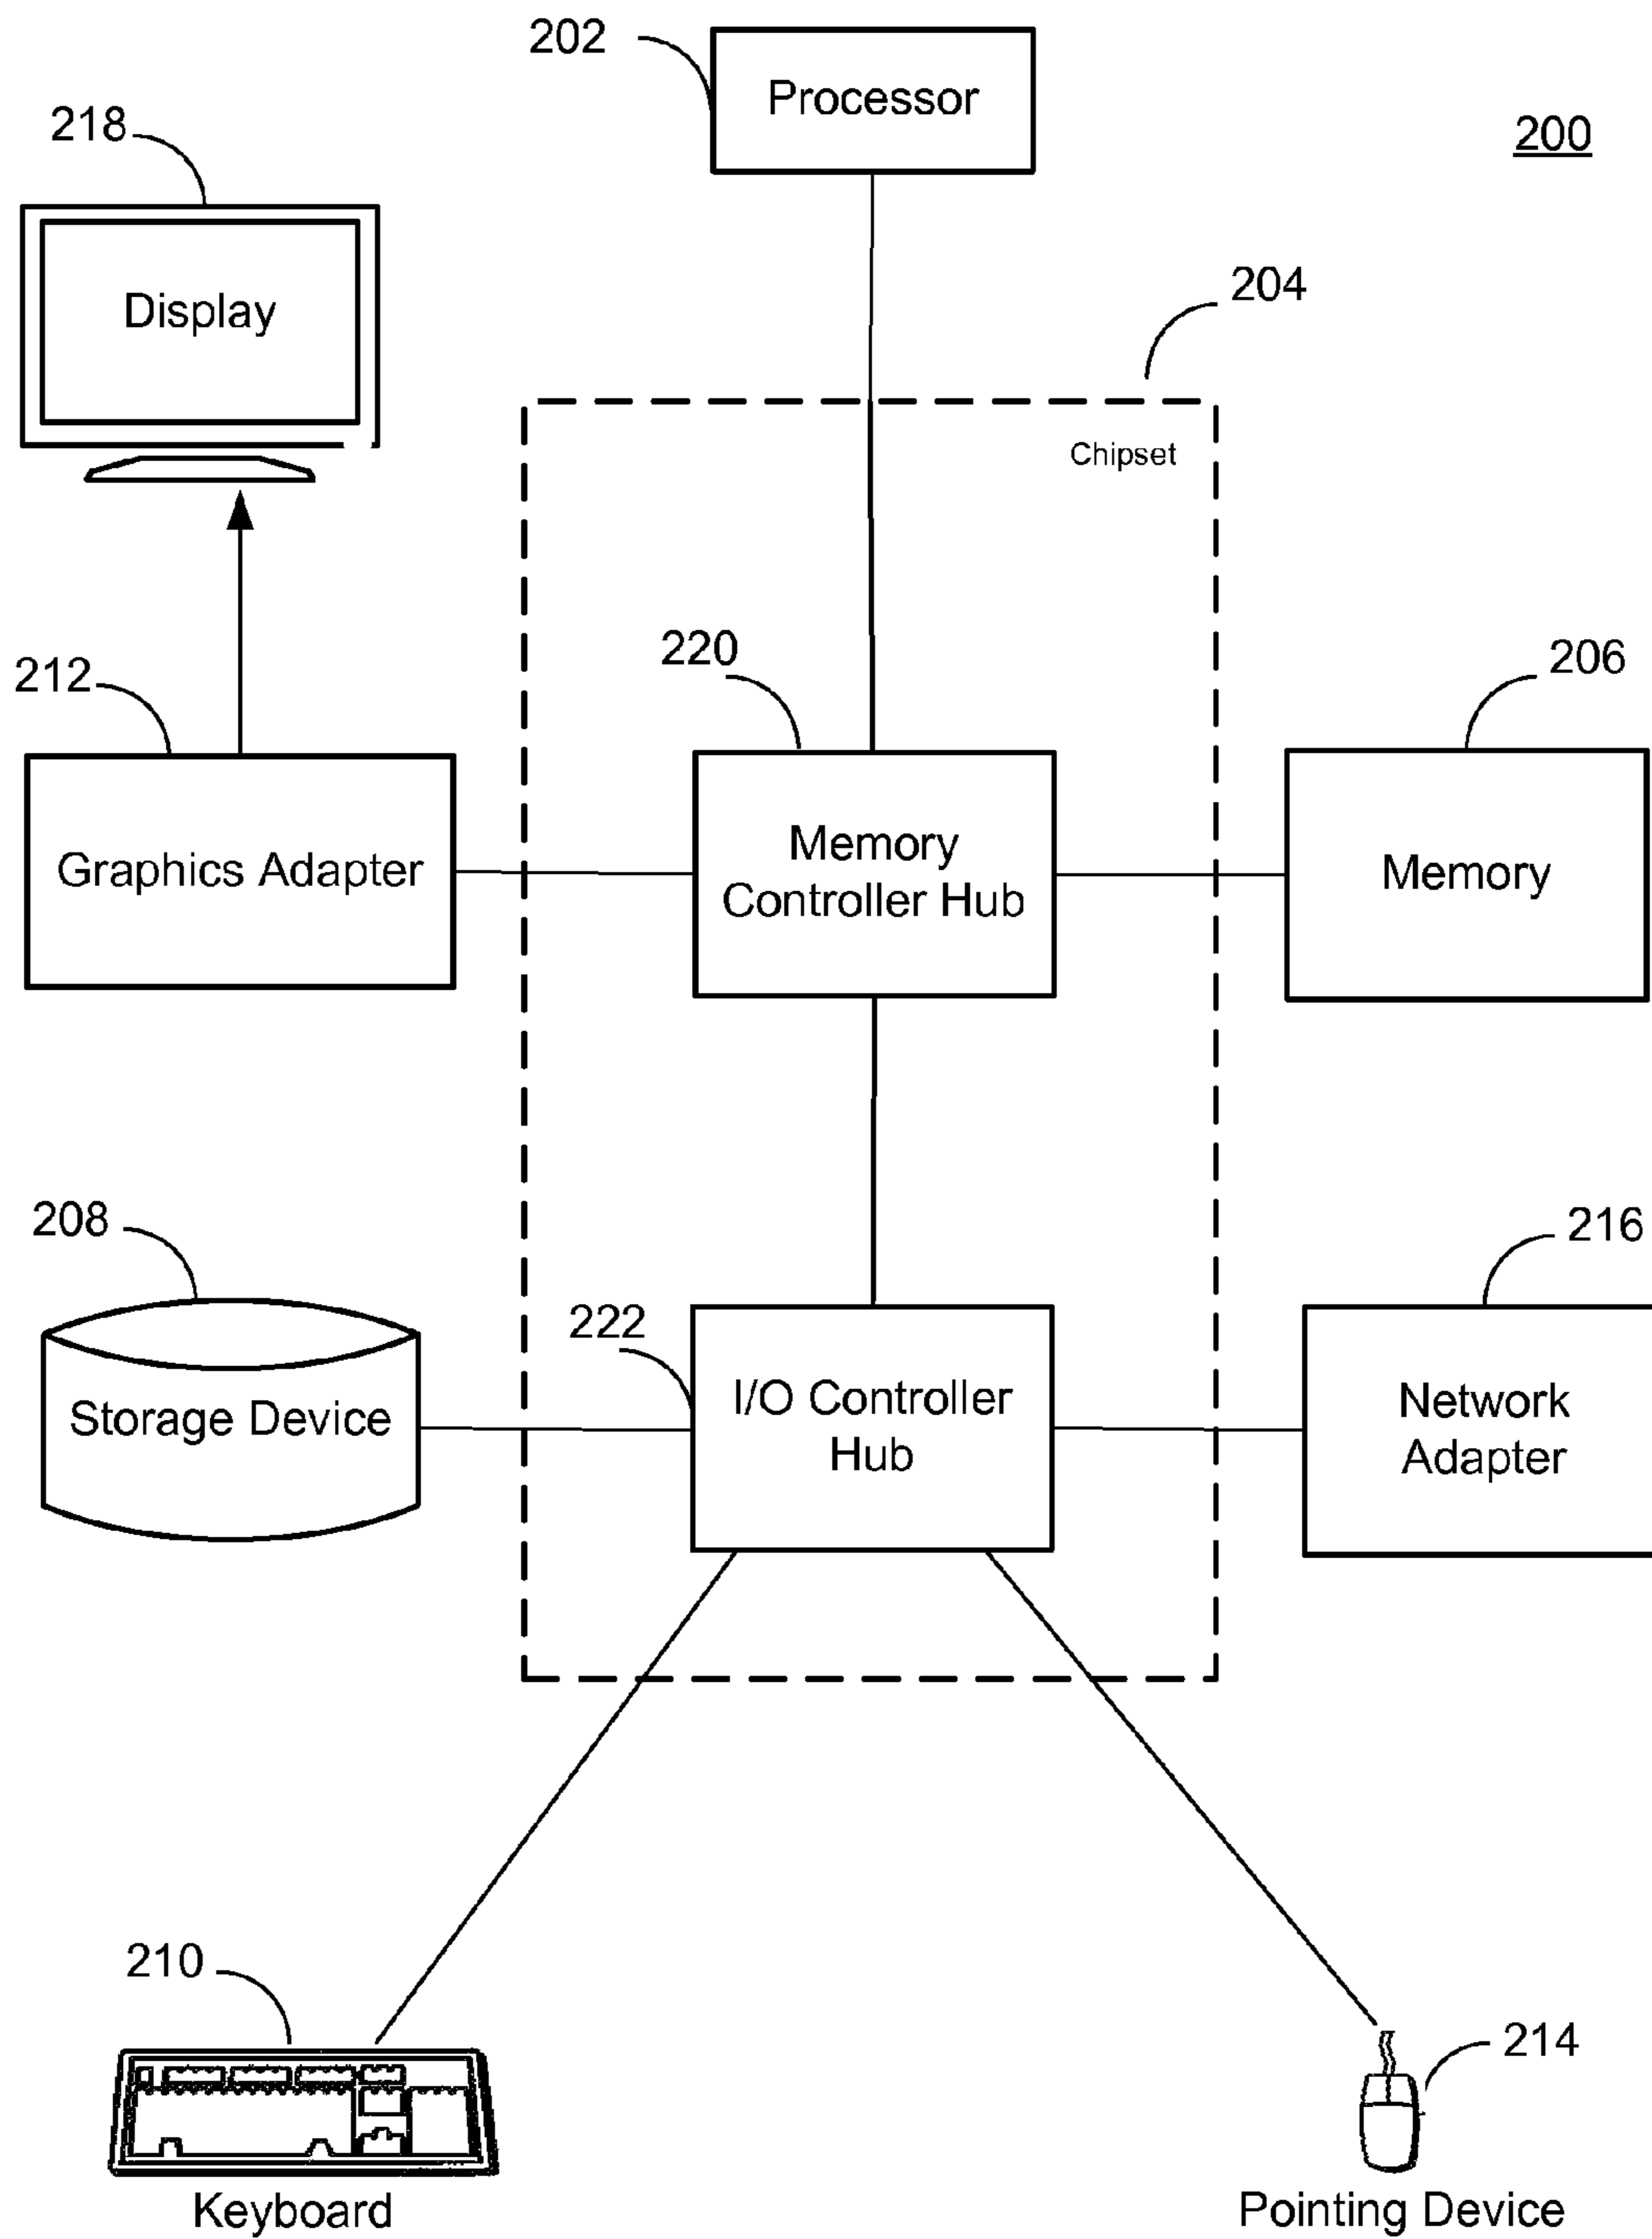 202
Processor
200
218
Display
204
Chipset
212
220
206
Graphics Adapter
Memory
Controller Hub
Memory
208
222
216
Storage Device
I/O Controller
Hub
Network
Adapter
210
214
Keyboard
Pointing Device